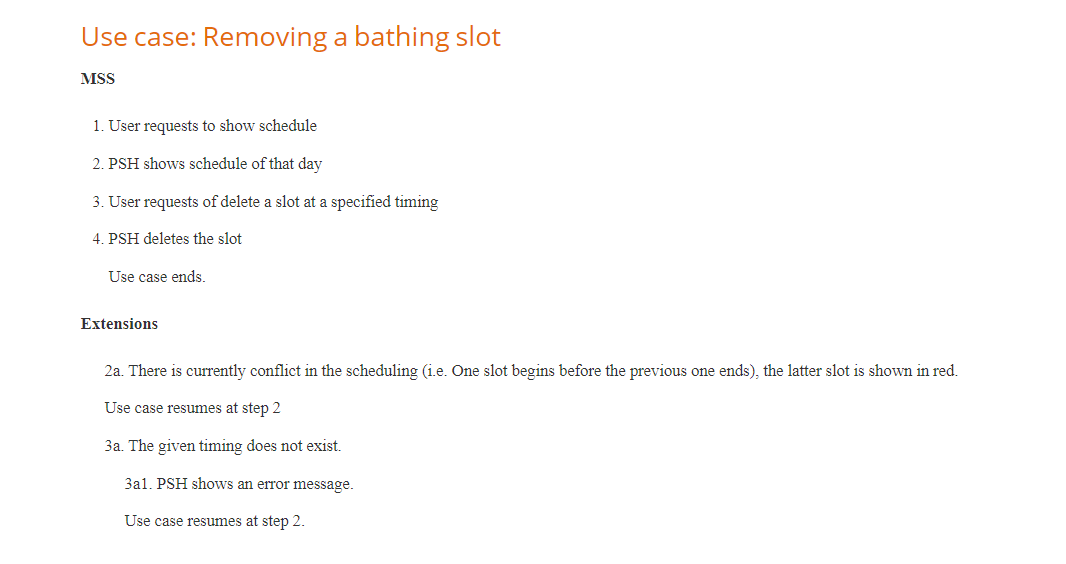 Use case: Removing a bathing slot
MSS
1. User requests to show schedule
2. PSH shows schedule of that day
3. User requests of delete a slot at a specified timing
4. PSH deletes the slot
Use case ends.
Extensions
2a. There is currently conflict in the scheduling (i.e. One slot begins before the previous one ends), the latter slot is shown in red.
Use case resumes at step 2
3a. The given timing does not exist.
3a1. PSH shows an error message.
Use case resumes at step 2.